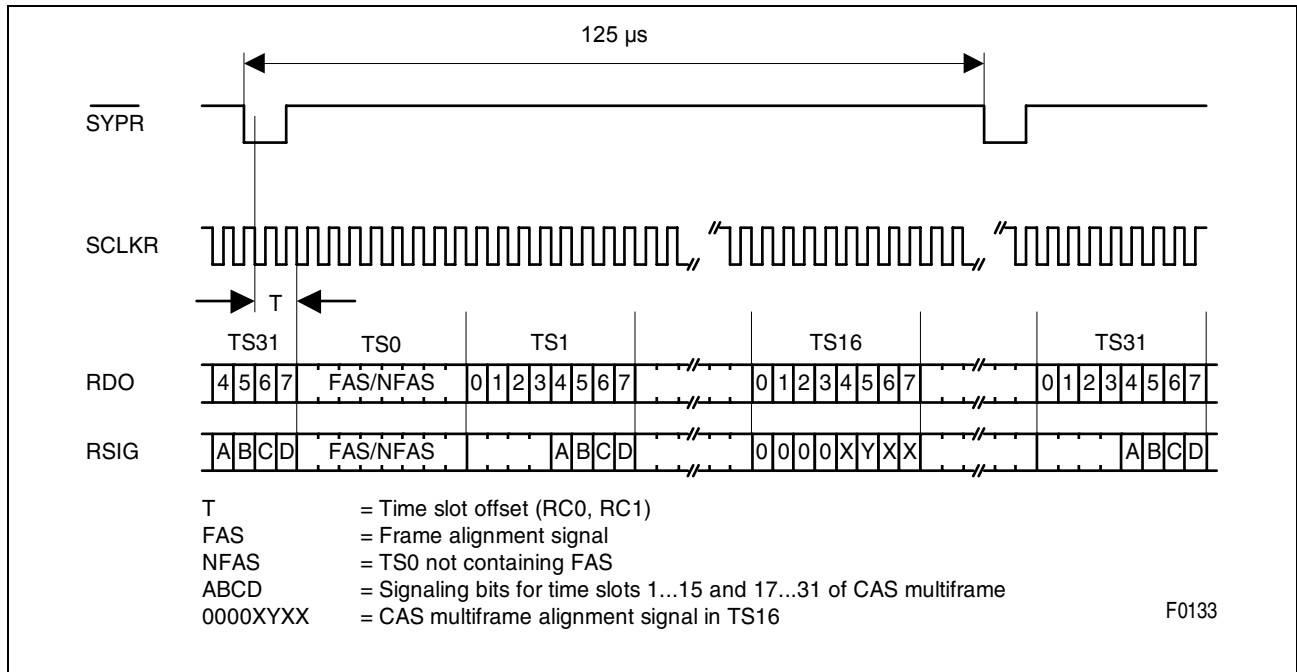 125 µs
SYPR
SCLKR
T
TS31 TS0 TS1 TS16 TS31
RDO 4 5 6 7 FAS/NFAS 0 1 2 3 4 5 6 7 0 1 2 3 4 5 6 7 0 1 2 3 4 5 6 7
RSIG A B C D FAS/NFAS A B C D 0 0 0 0 X Y X X A B C D
T = Time slot offset (RC0, RC1)
FAS = Frame alignment signal
NFAS = TS0 not containing FAS
ABCD = Signaling bits for time slots 1...15 and 17...31 of CAS multiframe
0000XYXX = CAS multiframe alignment signal in TS16
F0133